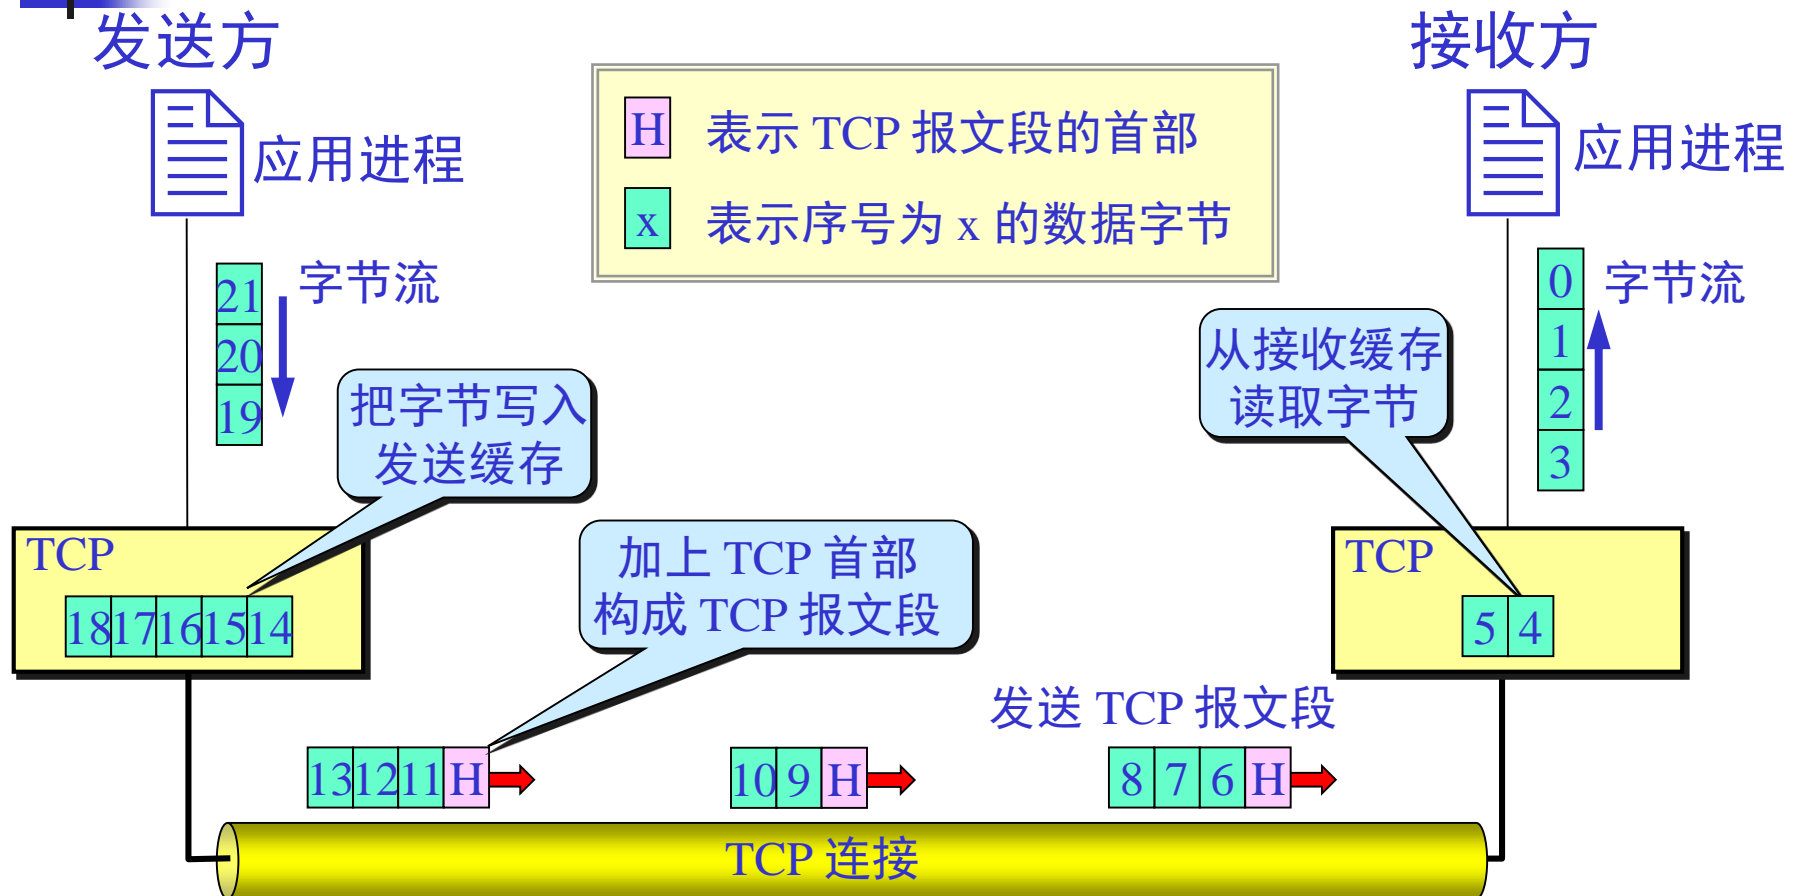 发送方
接收方
H 表示 TCP 报文段的首部
x 表示序号为 x 的数据字节
应用进程
应用进程
字节流
21
20
19
字节流
0
1
2
3
把字节写入
发送缓存
从接收缓存
读取字节
TCP
18 17 16 15 14
加上 TCP 首部
构成 TCP 报文段
TCP
5 4
发送 TCP 报文段
13 12 11 H
10 9 H
8 7 6 H
TCP 连接